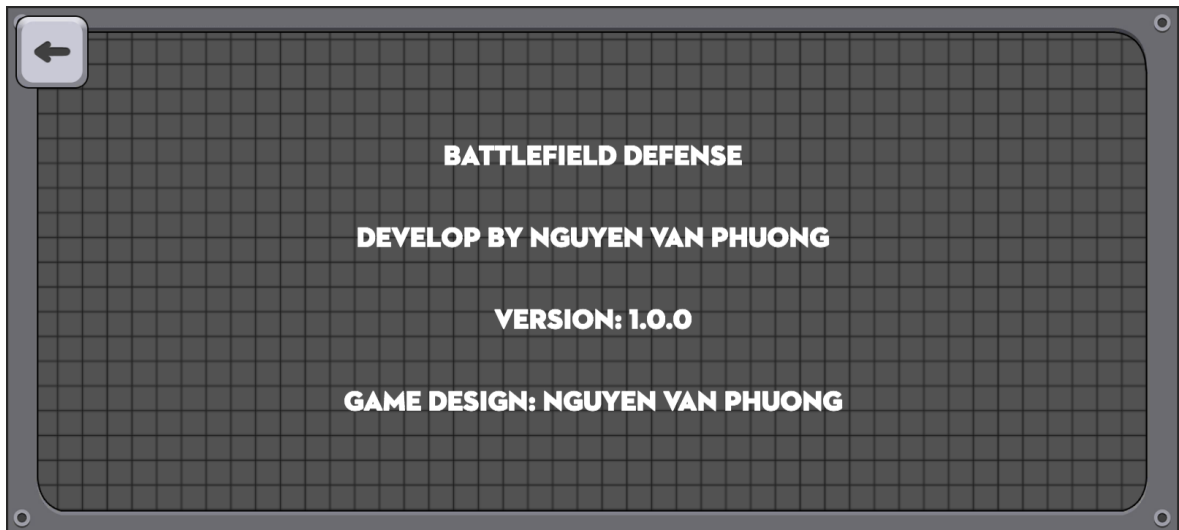 BATTLEFIELD DEFENSE
DEVELOP BY NGUYEN VAN PHUONG
VERSION: 1.0.0
GAME DESIGN: NGUYEN VAN PHUONG